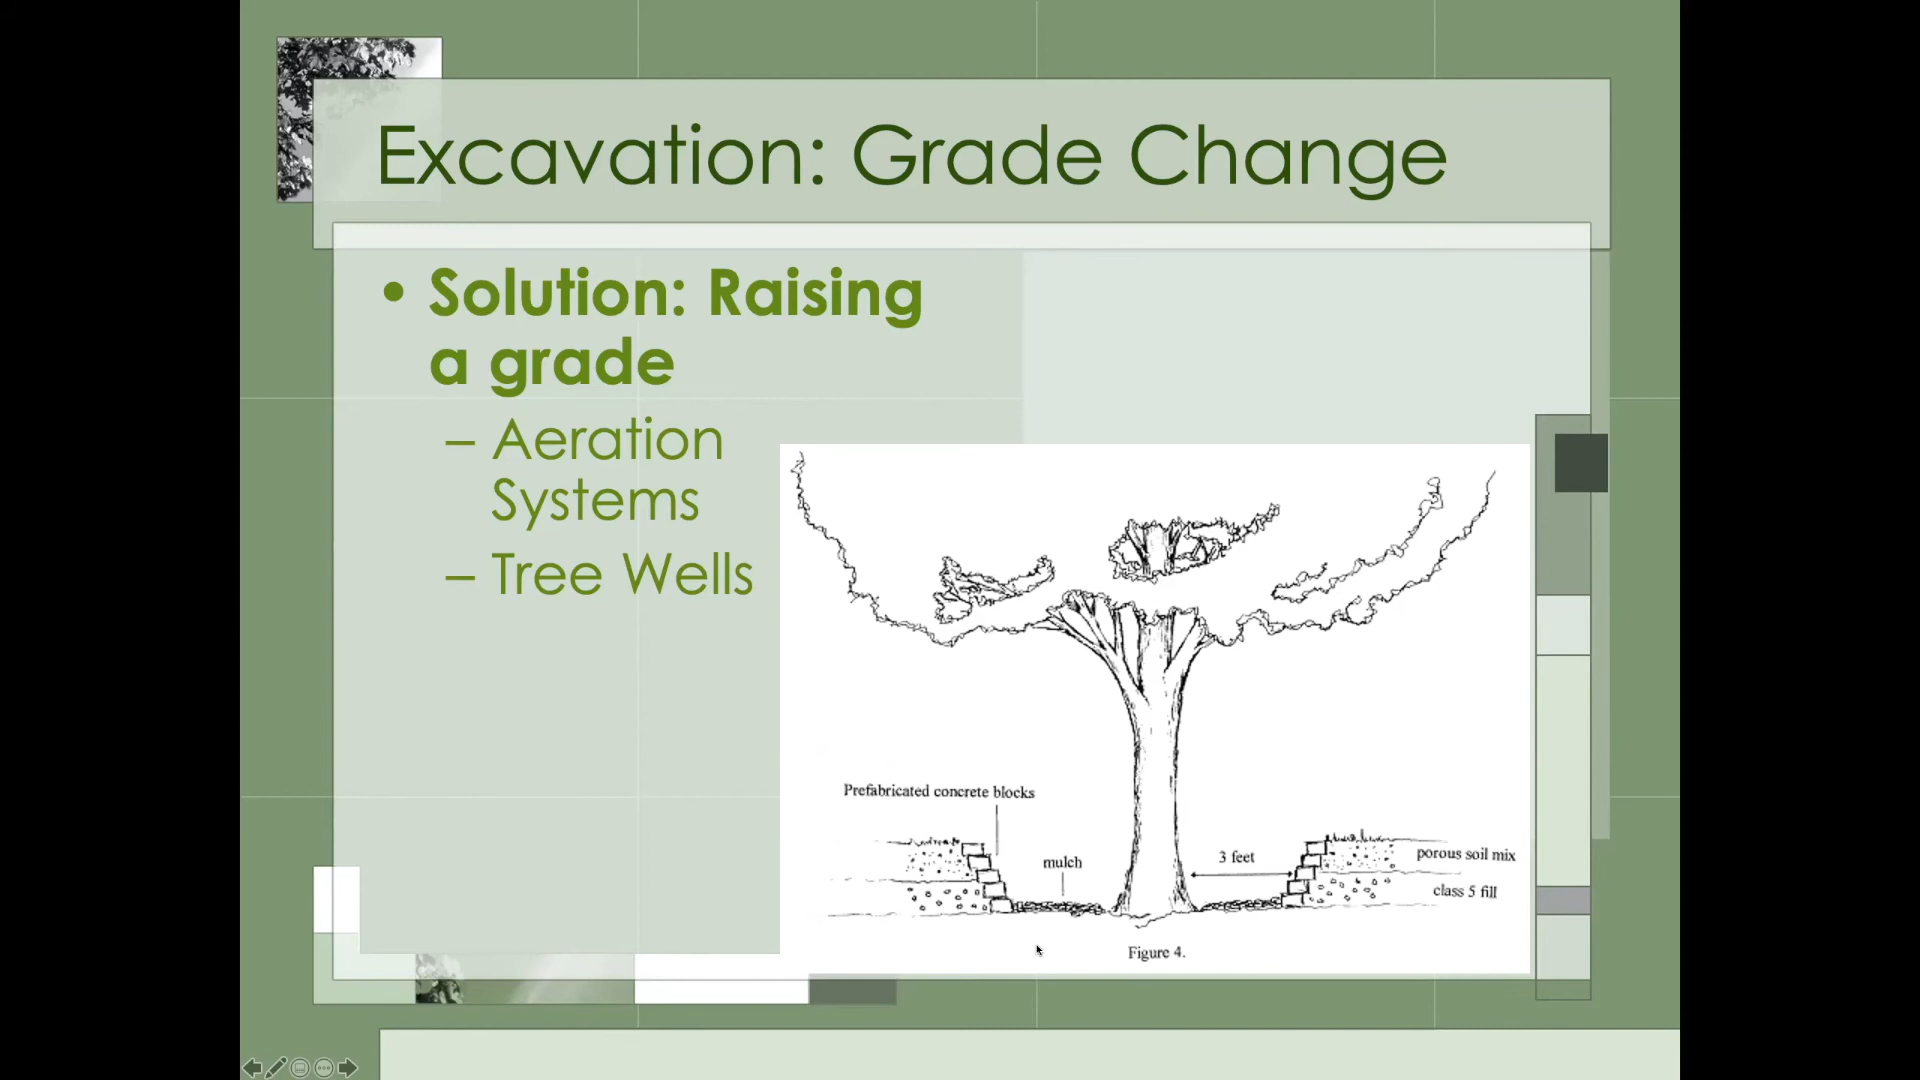 Excavation: Grade Change
• Solution: Raising
a grade
– Aeration
Systems
– Tree Wells
Prefabricated concrete blocks
mulch
3 feet
porous soil mix
class 5 fill
Figure 4.